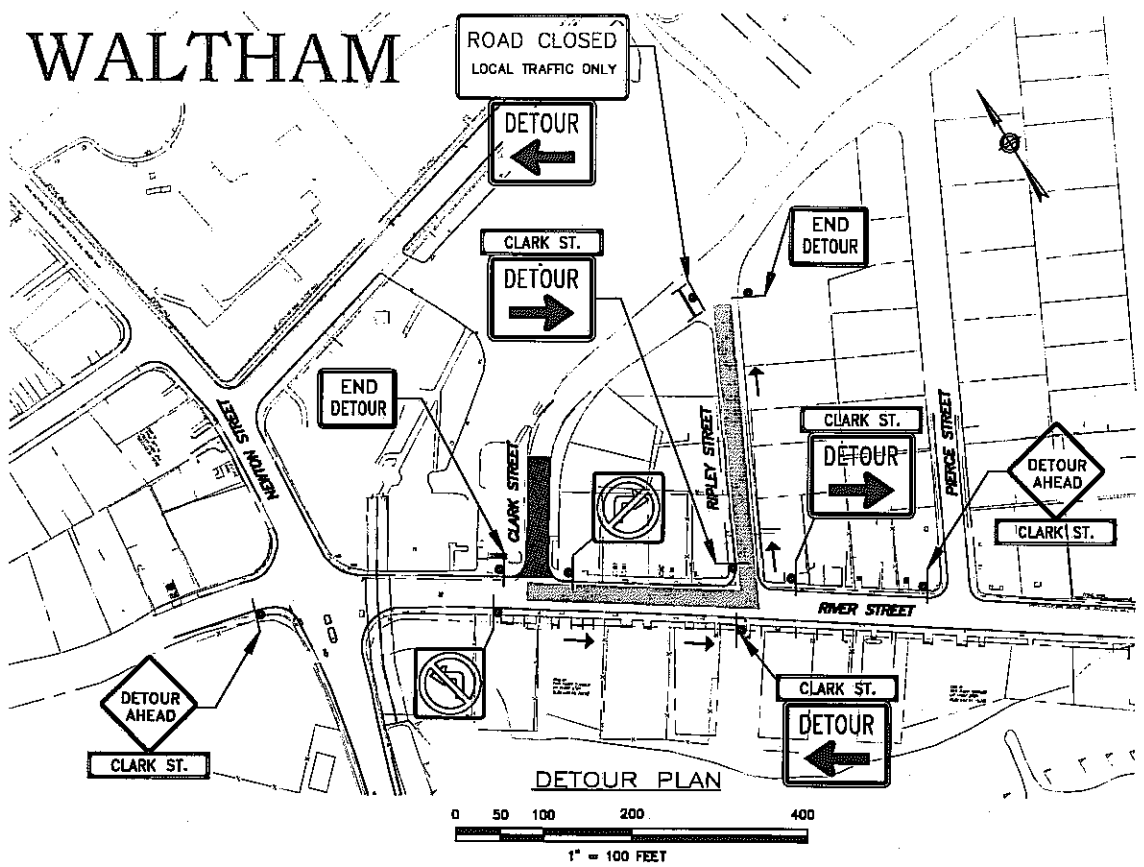 WALTHAM
ROAD CLOSED
LOCAL TRAFFIC ONLY
DETOUR
CLARK ST.
DETOUR
END
DETOUR
END
DETOUR
NEWTON STREET
CLARK STREET
RIPLEY STREET
PIERCE STREET
CLARK ST.
DETOUR
DETOUR
AHEAD
CLARK ST.
RIVER STREET
DETOUR
AHEAD
CLARK ST.
CLARK ST.
DETOUR
DETOUR PLAN
0 50 100 200 400
1" = 100 FEET